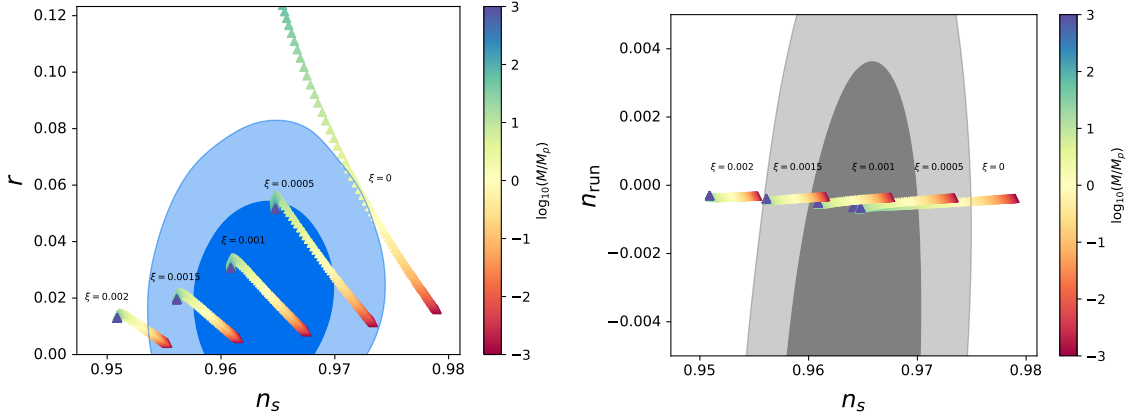 0.12
0.10
0.08
0.06
0.04
0.02
0.00
r
0.95
0.96
0.97
0.98
n_s
ξ = 0
ξ = 0.0005
ξ = 0.001
ξ = 0.0015
ξ = 0.002
3
2
1
0
−1
−2
−3
log₁₀(M/M_p)
0.004
0.002
0.000
−0.002
−0.004
n_run
0.95
0.96
0.97
0.98
n_s
ξ = 0.002
ξ = 0.0015
ξ = 0.001
ξ = 0.0005
ξ = 0
3
2
1
0
−1
−2
−3
log₁₀(M/M_p)